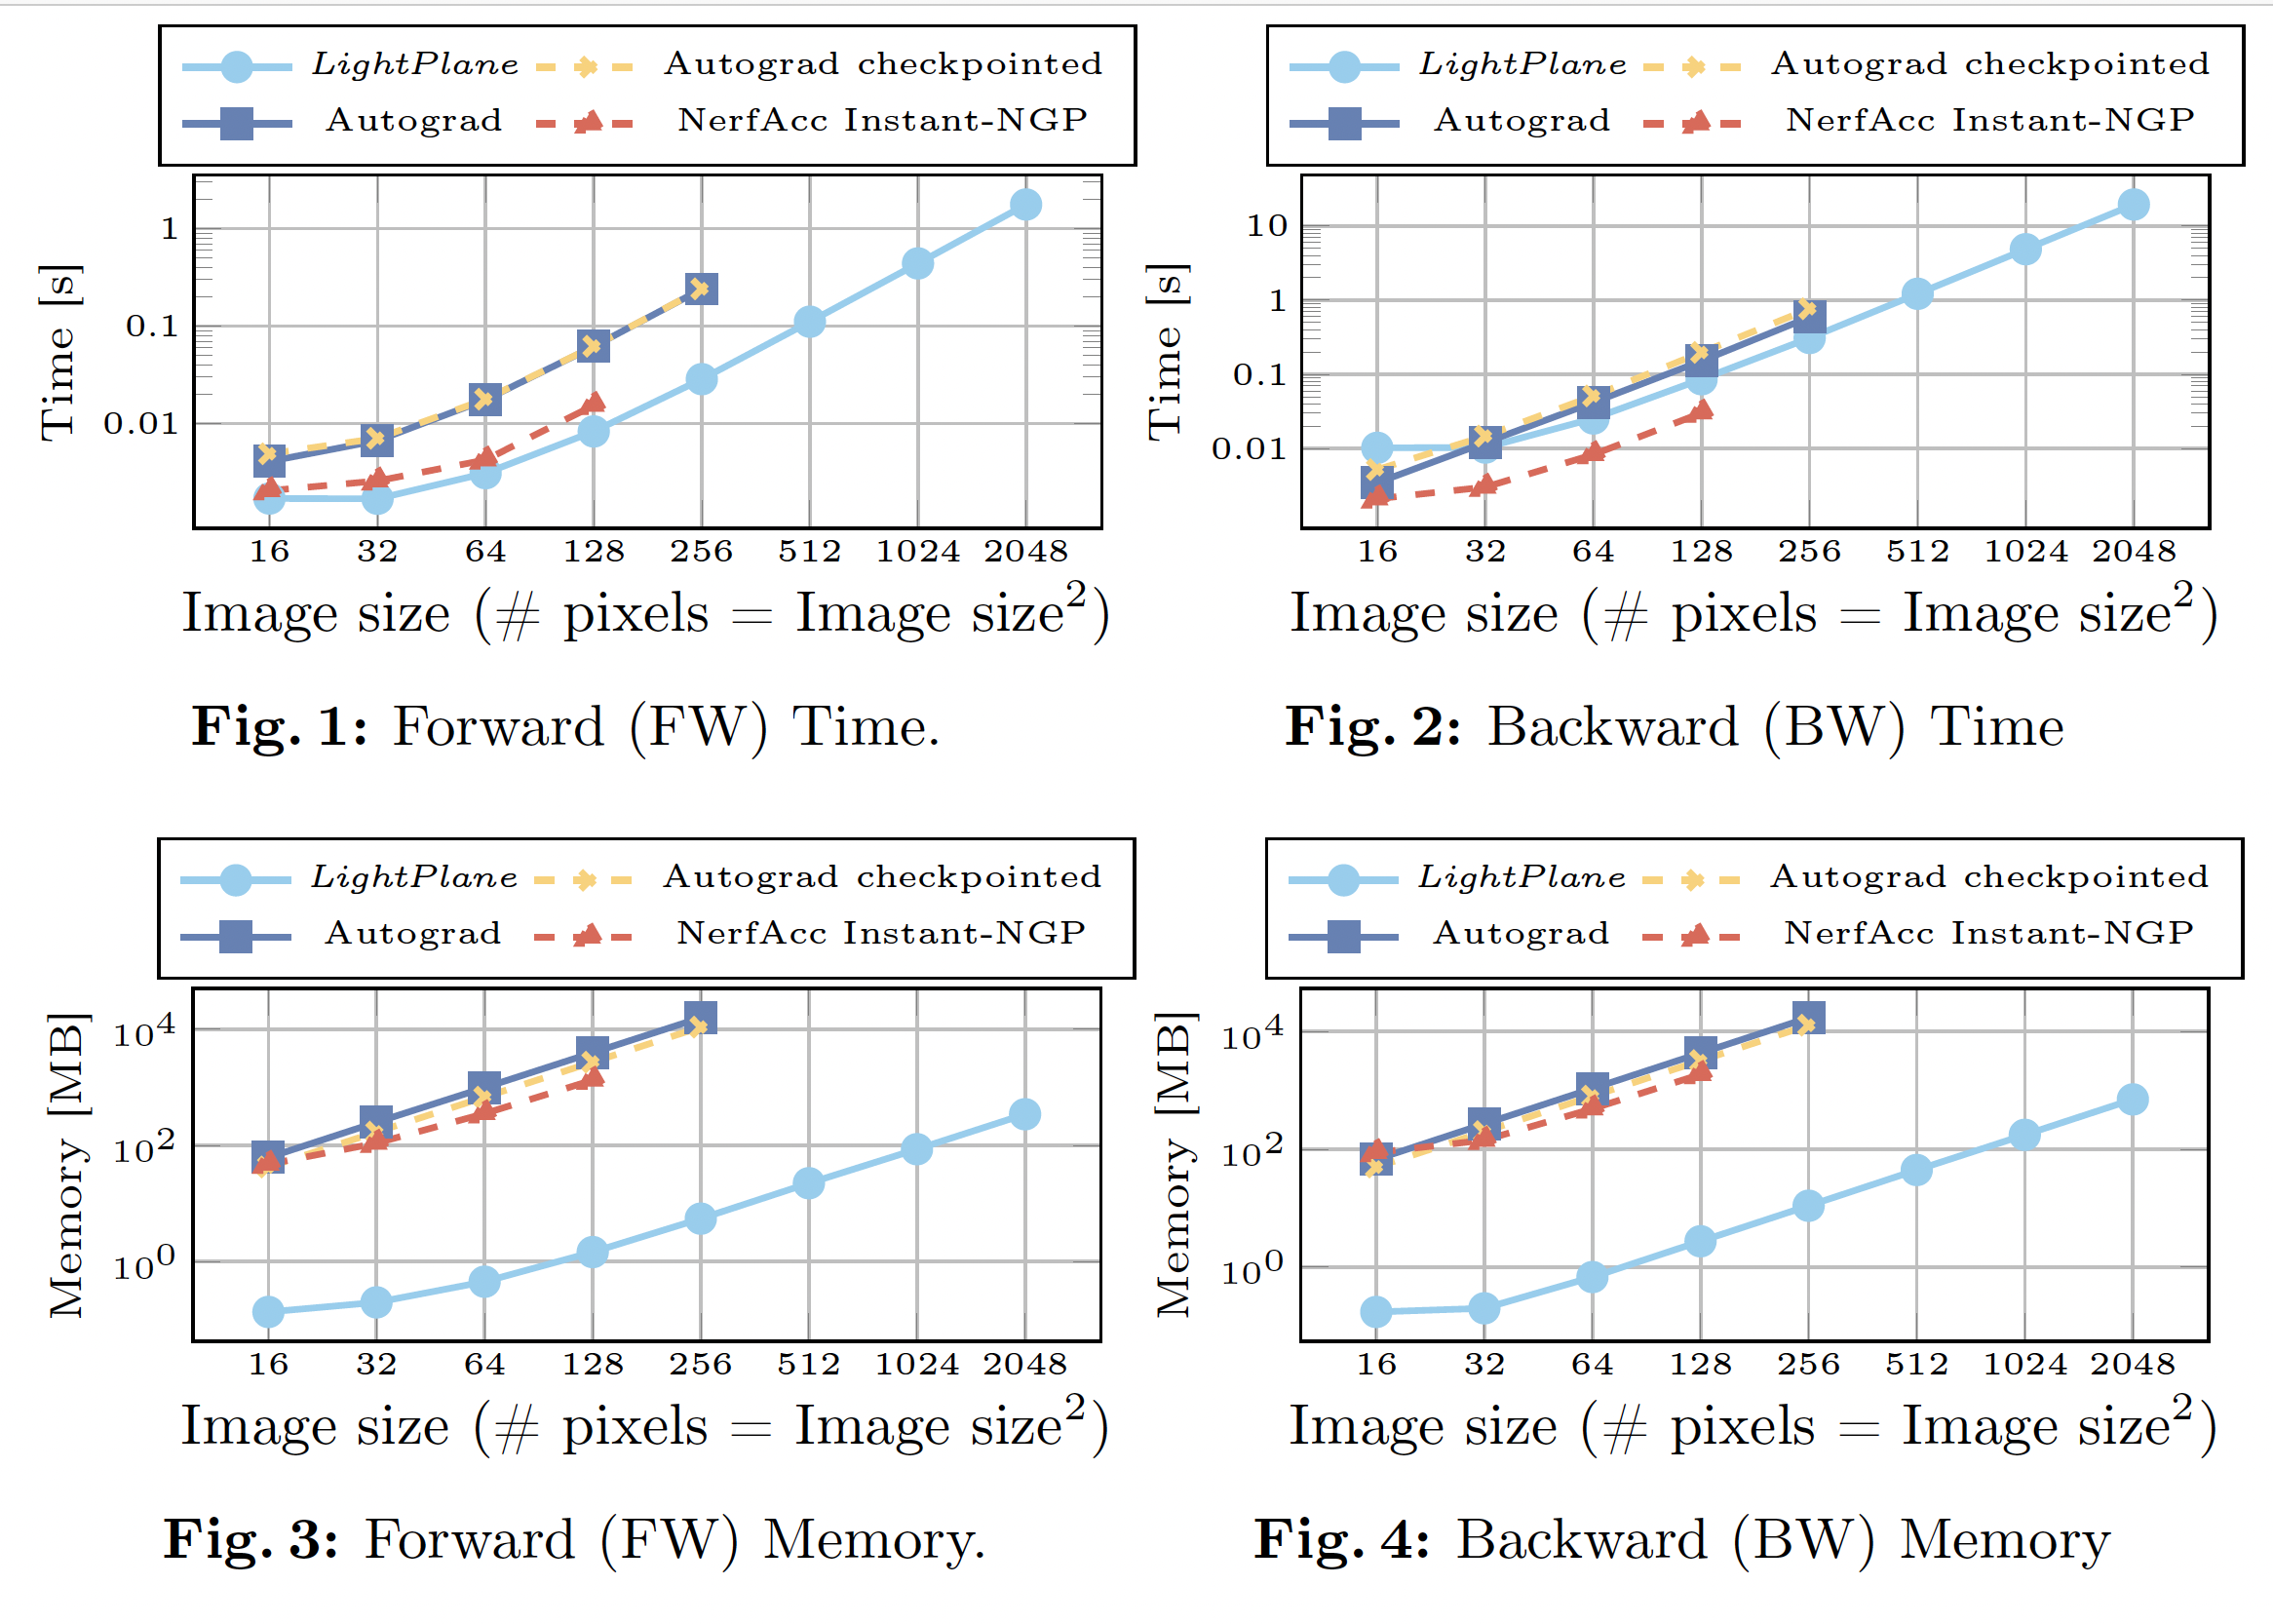 LightPlane Autograd checkpointed
Autograd NerfAcc Instant-NGP
Time [s]
1
0.1
0.01
16 32 64 128 256 512 1024 2048
Image size (# pixels = Image size²)
Fig. 1: Forward (FW) Time.
LightPlane Autograd checkpointed
Autograd NerfAcc Instant-NGP
Time [s]
10
1
0.1
0.01
16 32 64 128 256 512 1024 2048
Image size (# pixels = Image size²)
Fig. 2: Backward (BW) Time
LightPlane Autograd checkpointed
Autograd NerfAcc Instant-NGP
Memory [MB]
10⁴
10²
10⁰
16 32 64 128 256 512 1024 2048
Image size (# pixels = Image size²)
Fig. 3: Forward (FW) Memory.
LightPlane Autograd checkpointed
Autograd NerfAcc Instant-NGP
Memory [MB]
10⁴
10²
10⁰
16 32 64 128 256 512 1024 2048
Image size (# pixels = Image size²)
Fig. 4: Backward (BW) Memory